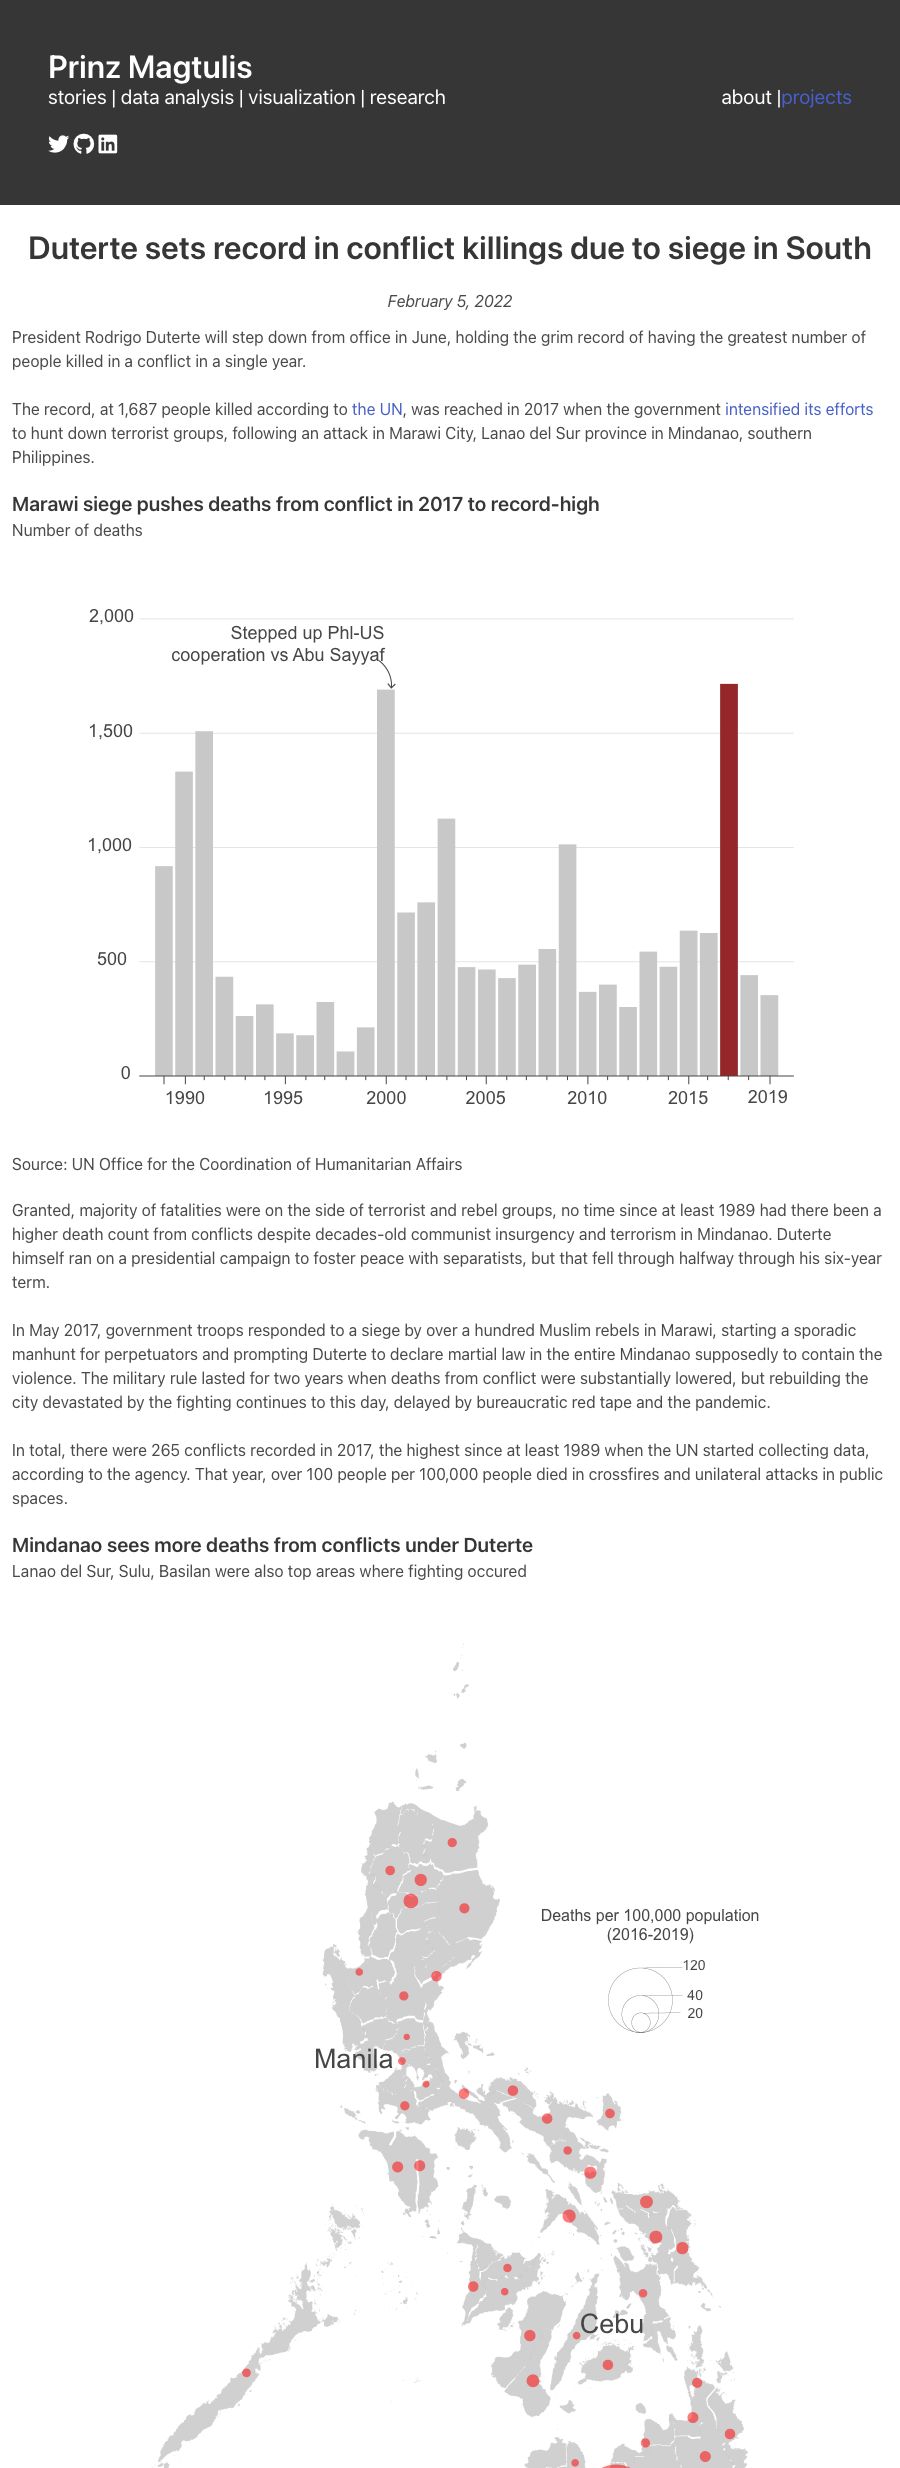 Prinz Magtulis
stories | data analysis | visualization | research
about |projects
Duterte sets record in conflict killings due to siege in South
February 5, 2022
President Rodrigo Duterte will step down from office in June, holding the grim record of having the greatest number of
people killed in a conflict in a single year.
The record, at 1,687 people killed according to the UN, was reached in 2017 when the government intensified its efforts
to hunt down terrorist groups, following an attack in Marawi City, Lanao del Sur province in Mindanao, southern
Philippines.
Marawi siege pushes deaths from conflict in 2017 to record-high
Number of deaths
2,000
Stepped up Phl-US
cooperation vs Abu Sayyaf
1,500
1,000
500
0
1990 1995 2000 2005 2010 2015 2019
Source: UN Office for the Coordination of Humanitarian Affairs
Granted, majority of fatalities were on the side of terrorist and rebel groups, no time since at least 1989 had there been a
higher death count from conflicts despite decades-old communist insurgency and terrorism in Mindanao. Duterte
himself ran on a presidential campaign to foster peace with separatists, but that fell through halfway through his six-year
term.
In May 2017, government troops responded to a siege by over a hundred Muslim rebels in Marawi, starting a sporadic
manhunt for perpetuators and prompting Duterte to declare martial law in the entire Mindanao supposedly to contain the
violence. The military rule lasted for two years when deaths from conflict were substantially lowered, but rebuilding the
city devastated by the fighting continues to this day, delayed by bureaucratic red tape and the pandemic.
In total, there were 265 conflicts recorded in 2017, the highest since at least 1989 when the UN started collecting data,
according to the agency. That year, over 100 people per 100,000 people died in crossfires and unilateral attacks in public
spaces.
Mindanao sees more deaths from conflicts under Duterte
Lanao del Sur, Sulu, Basilan were also top areas where fighting occured
Deaths per 100,000 population
(2016-2019)
120
40
20
Manila
Cebu